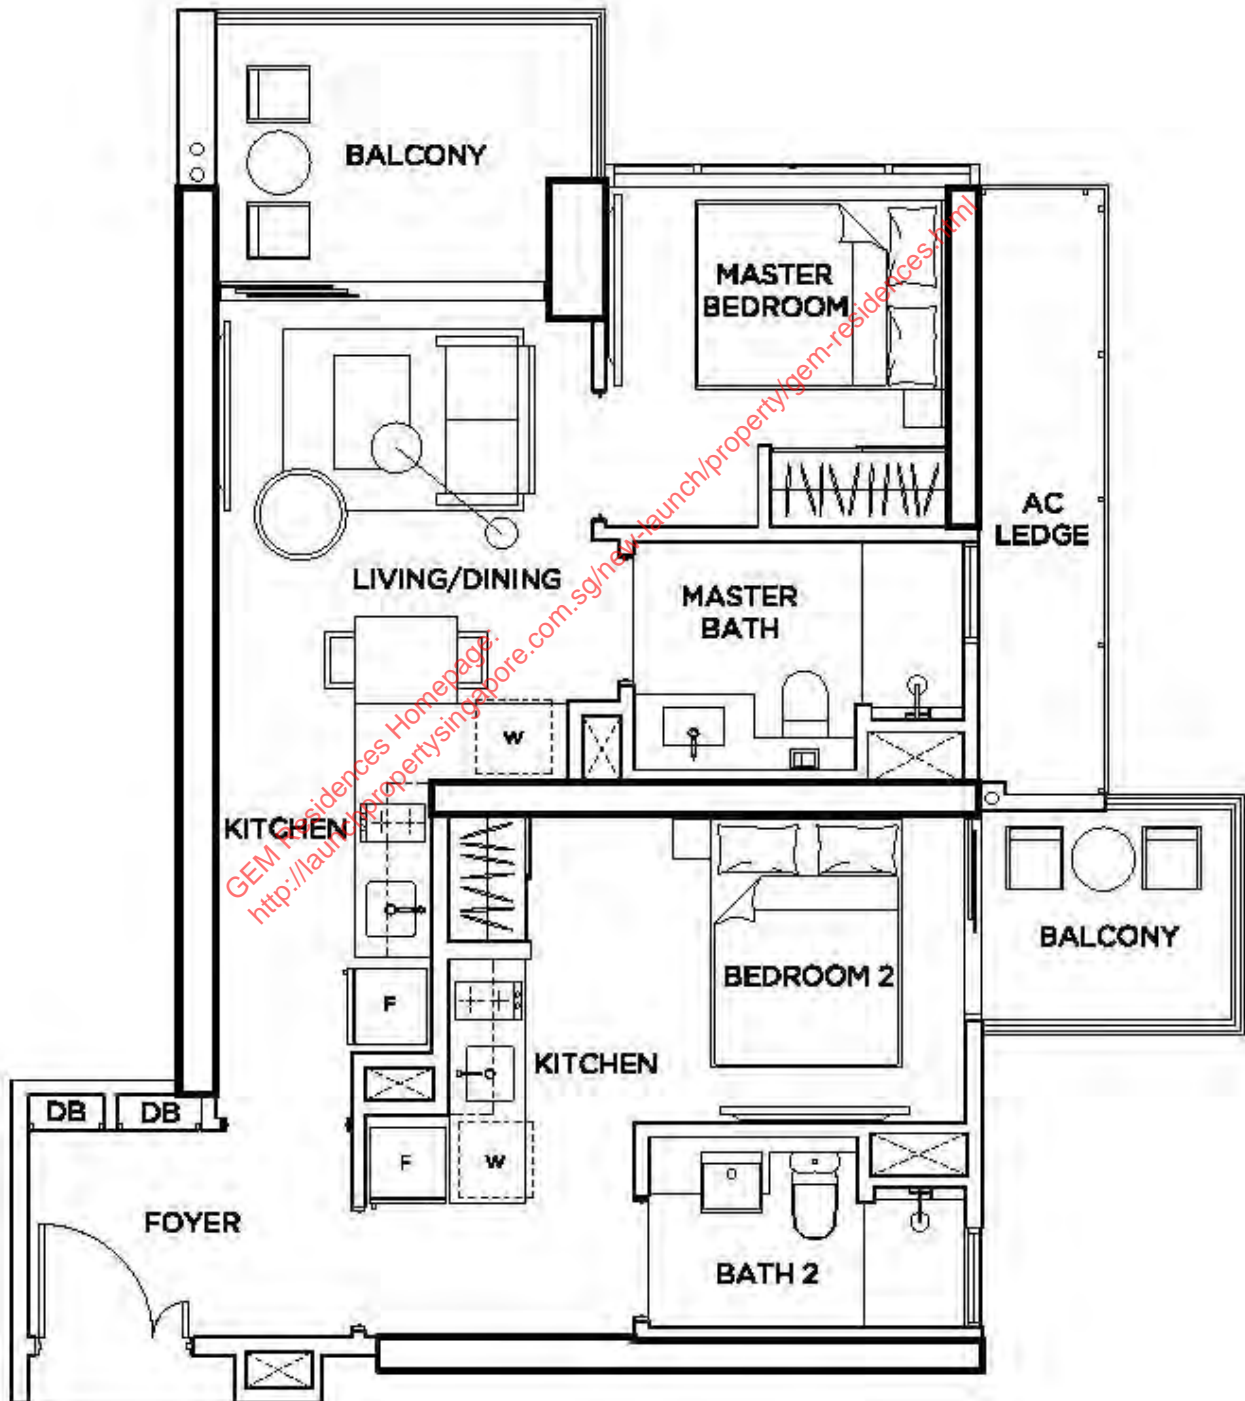 BALCONY
MASTER
BEDROOM
AC
LEDGE
LIVING/DINING
MASTER
BATH
W
KITCHEN
GEM Residences Homepage:
http://launchpropertysingapore.com.sg/new-launch/property/gem-residences.html
BALCONY
BEDROOM 2
F
KITCHEN
DB
DB
F
W
FOYER
BATH 2